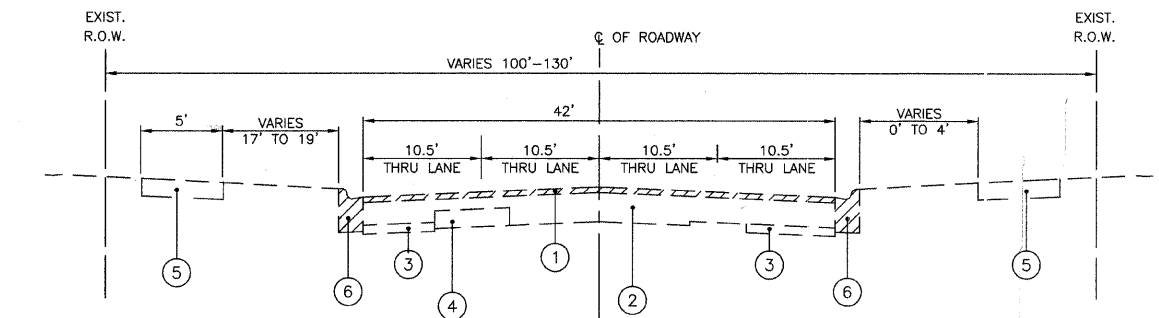 EXIST.
R.O.W.
EXIST.
R.O.W.
℄ OF ROADWAY
VARIES 100'-130'
5'
VARIES
17' TO 19'
42'
VARIES
0' TO 4'
10.5'
THRU LANE
10.5'
THRU LANE
10.5'
THRU LANE
10.5'
THRU LANE
5
6
3
4
1
2
3
6
5